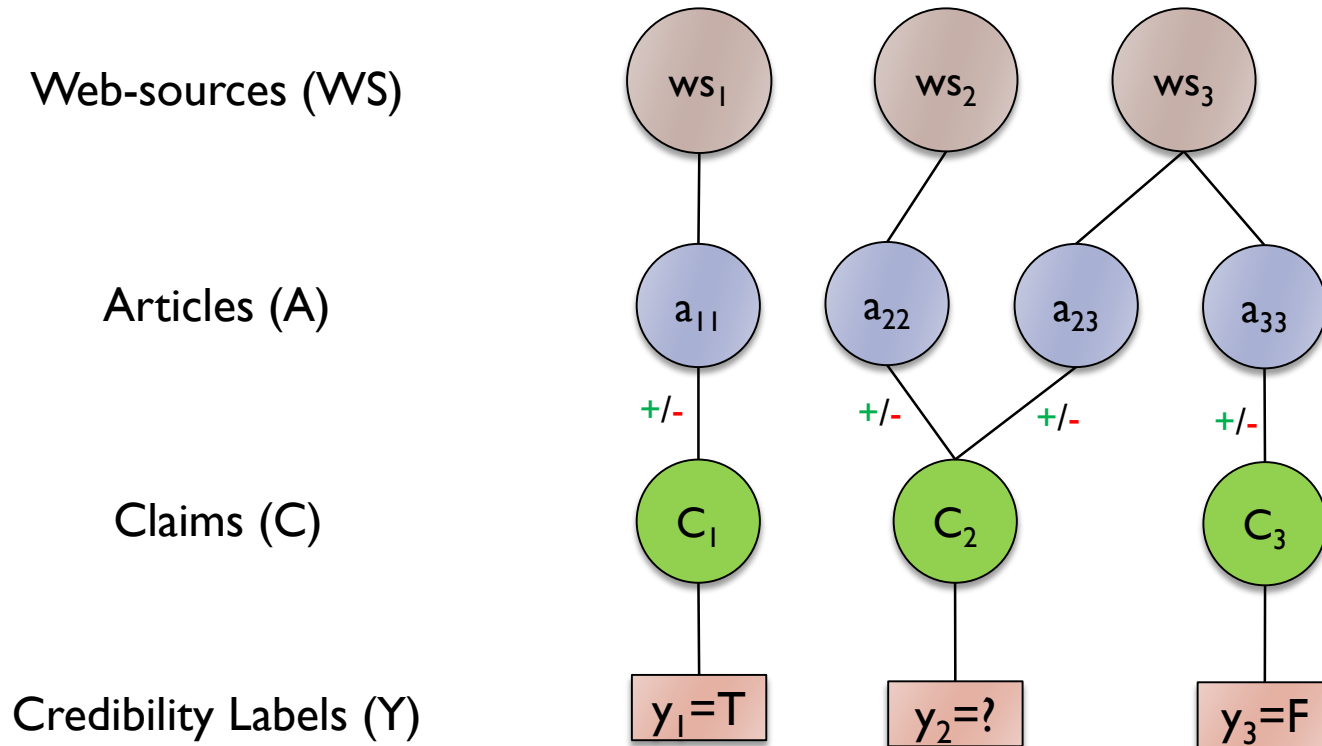 Web-sources (WS)
ws₁
ws₂
ws₃
Articles (A)
a₁₁
a₂₂
a₂₃
a₃₃
+/-
+/-
+/-
+/-
Claims (C)
C₁
C₂
C₃
Credibility Labels (Y)
y₁=T
y₂=?
y₃=F